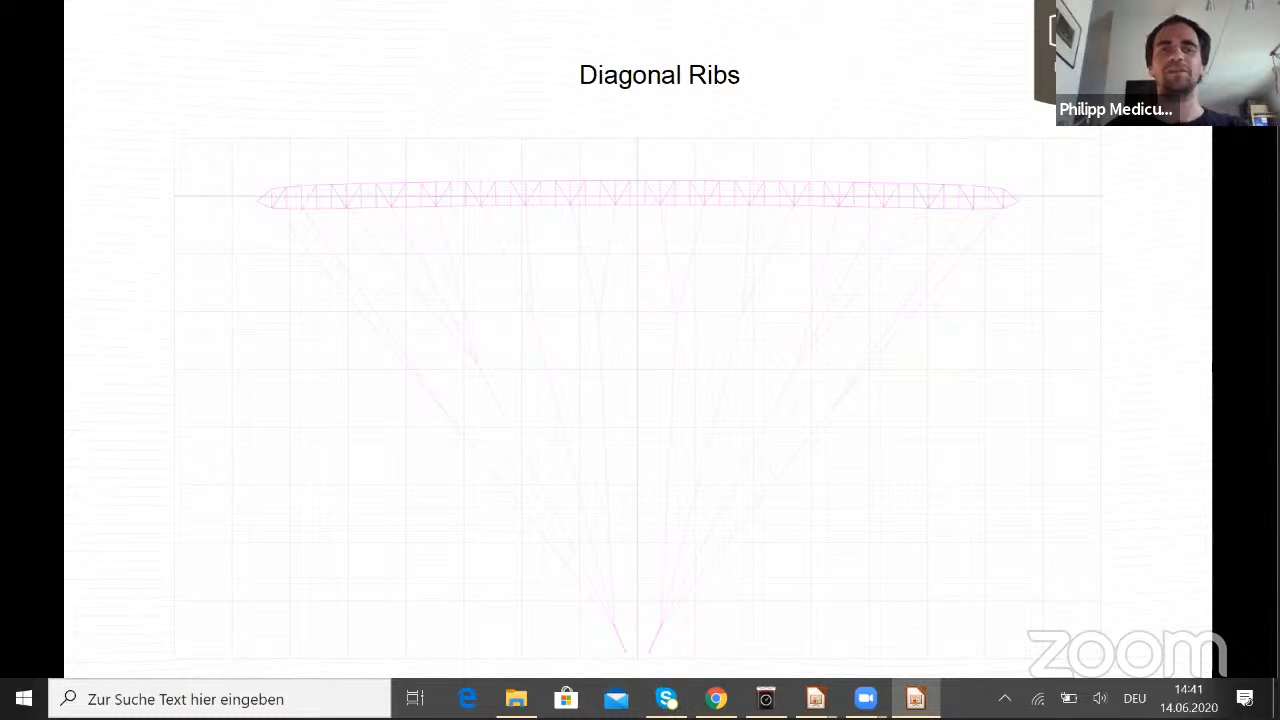 Diagonal Ribs
Philipp Medicu...
zoom
Zur Suche Text hier eingeben
DEU
14:41
14.06.2020